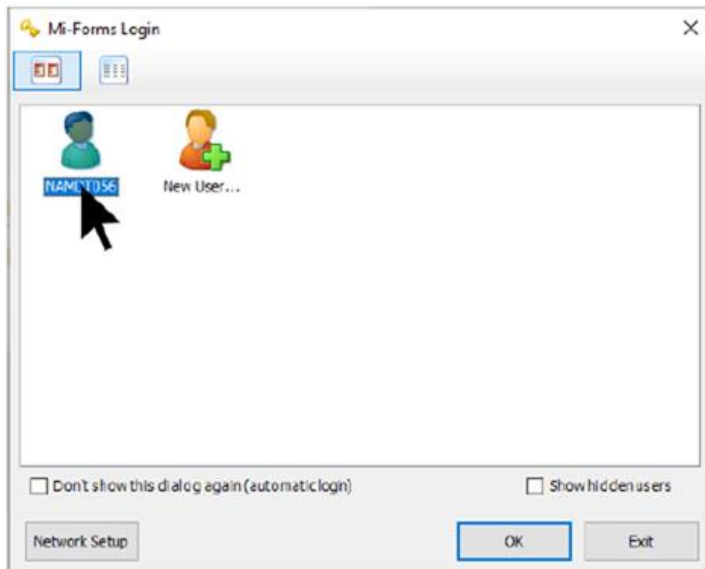 Mi-Forms Login
New User...
Don't show this dialog again (automatic login)
Show hidden users
Network Setup
OK
Exit